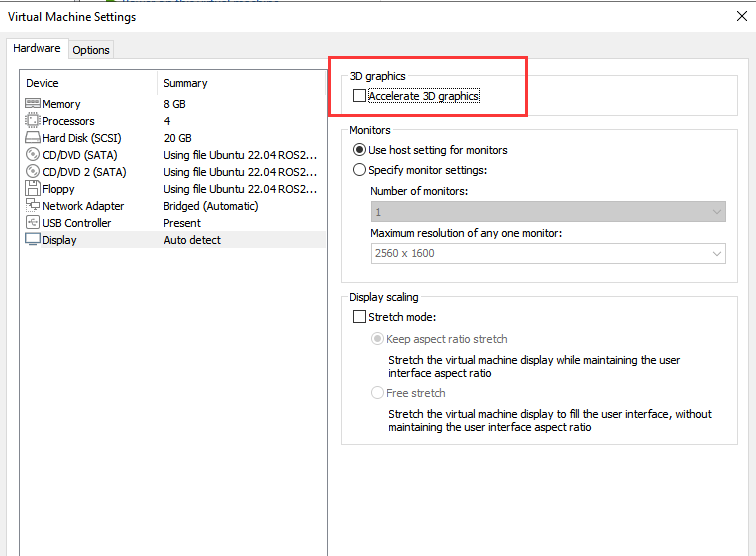 Virtual Machine Settings
Hardware
Options
Device Summary
Memory 8 GB
Processors 4
Hard Disk (SCSI) 20 GB
CD/DVD (SATA) Using file Ubuntu 22.04 ROS2...
CD/DVD 2 (SATA) Using file Ubuntu 22.04 ROS2...
Floppy Using file Ubuntu 22.04 ROS2...
Network Adapter Bridged (Automatic)
USB Controller Present
Display Auto detect
3D graphics
Accelerate 3D graphics
Monitors
Use host setting for monitors
Specify monitor settings:
Number of monitors:
1
Maximum resolution of any one monitor:
2560 x 1600
Display scaling
Stretch mode:
Keep aspect ratio stretch
Stretch the virtual machine display while maintaining the user
interface aspect ratio
Free stretch
Stretch the virtual machine display to fill the user interface, without
maintaining the user interface aspect ratio